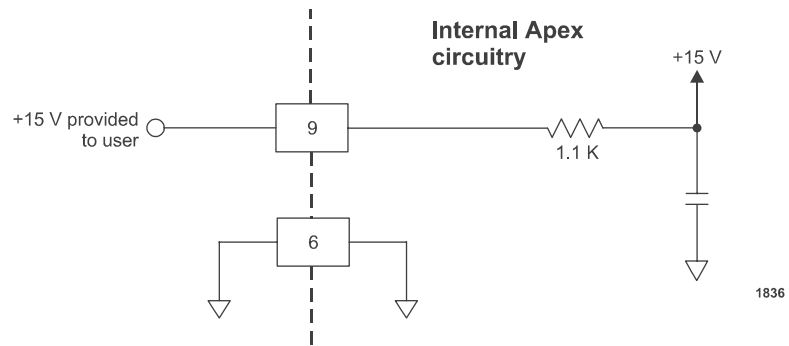 Internal Apex
circuitry
+15 V
+15 V provided
to user
9
1.1 K
6
1836